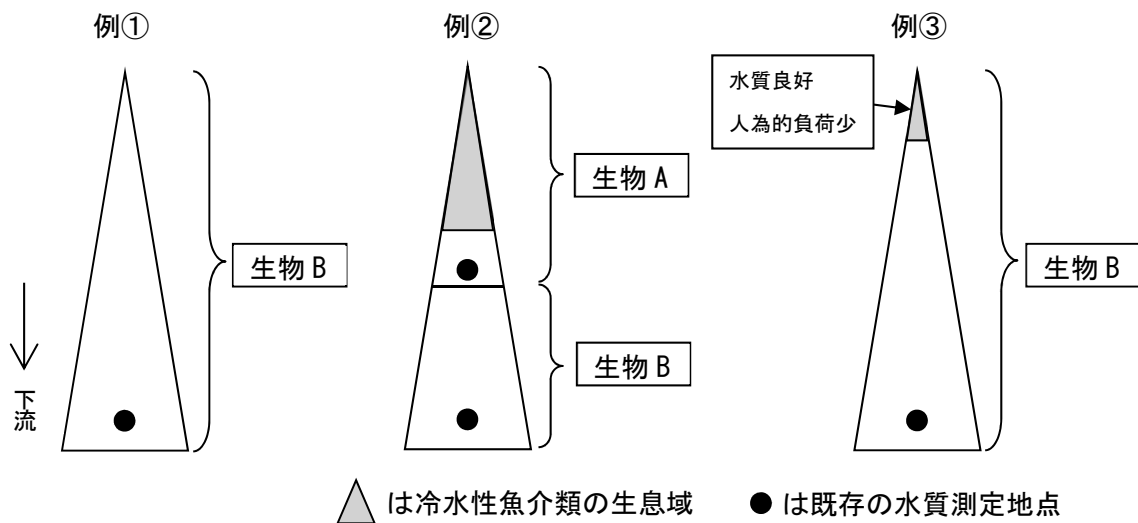 例①
例②
例③
水質良好
人為的負荷少
生物 A
生物 B
生物 B
生物 B
下流
は冷水性魚介類の生息域
は既存の水質測定地点